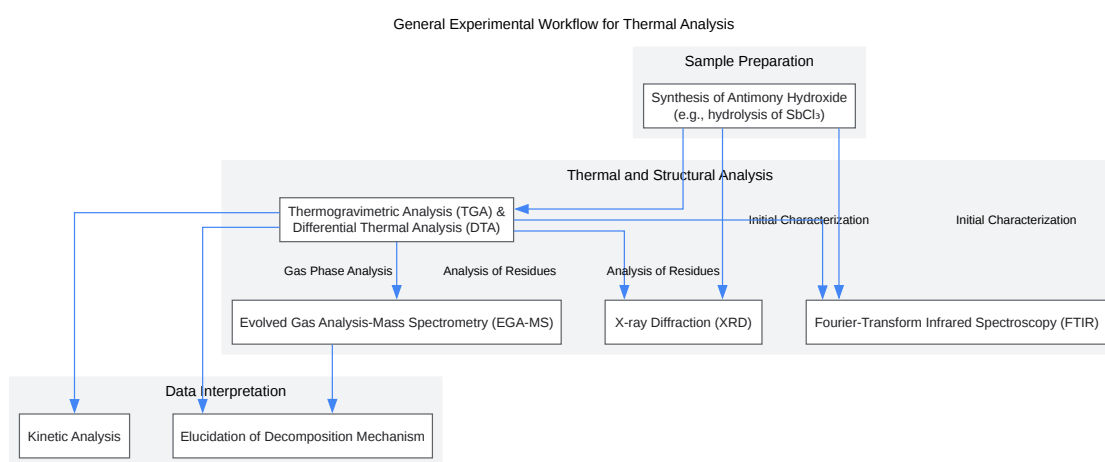 General Experimental Workflow for Thermal Analysis
Sample Preparation
Synthesis of Antimony Hydroxide
(e.g., hydrolysis of SbCl₃)
Thermal and Structural Analysis
Thermogravimetric Analysis (TGA) &
Differential Thermal Analysis (DTA)
Initial Characterization
Initial Characterization
Gas Phase Analysis
Analysis of Residues
Analysis of Residues
Evolved Gas Analysis-Mass Spectrometry (EGA-MS)
X-ray Diffraction (XRD)
Fourier-Transform Infrared Spectroscopy (FTIR)
Data Interpretation
Kinetic Analysis
Elucidation of Decomposition Mechanism